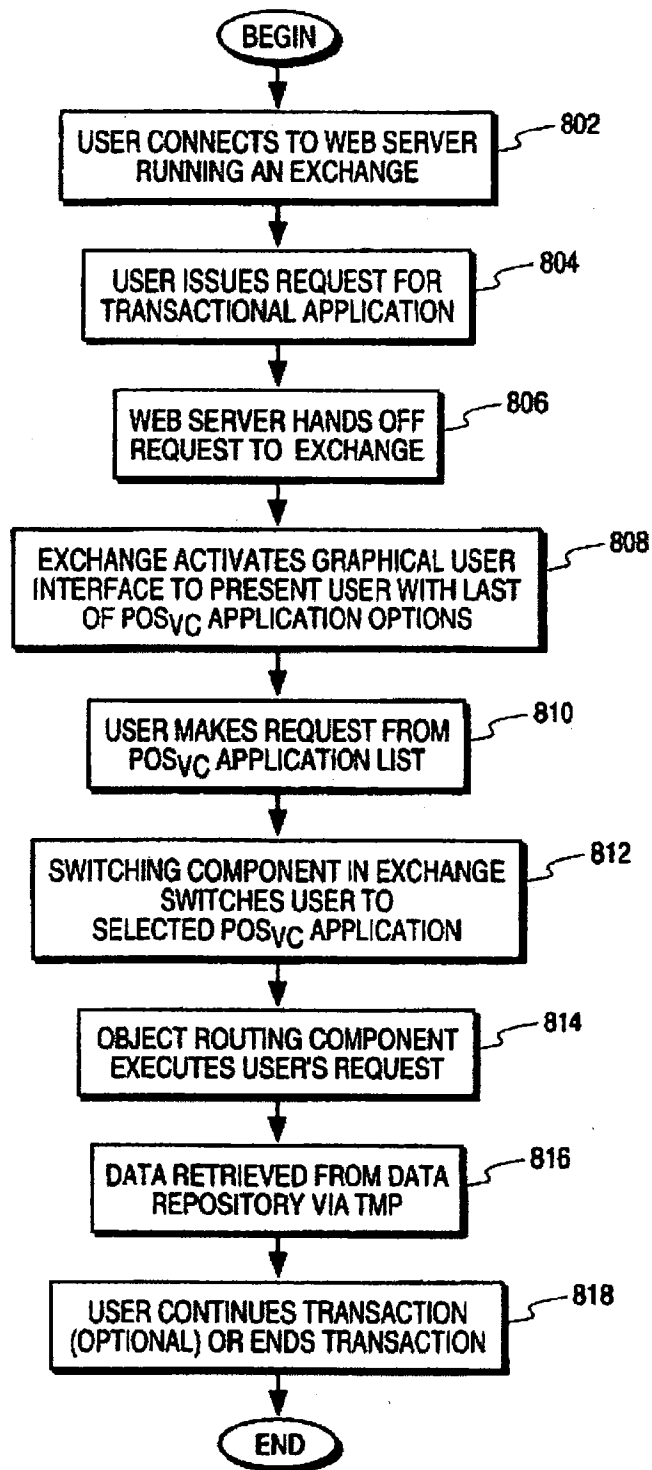 BEGIN
USER CONNECTS TO WEB SERVER
RUNNING AN EXCHANGE
802
USER ISSUES REQUEST FOR
TRANSACTIONAL APPLICATION
804
WEB SERVER HANDS OFF
REQUEST TO EXCHANGE
806
EXCHANGE ACTIVATES GRAPHICAL USER
INTERFACE TO PRESENT USER WITH LAST
OF POSVC APPLICATION OPTIONS
808
USER MAKES REQUEST FROM
POSVC APPLICATION LIST
810
SWITCHING COMPONENT IN EXCHANGE
SWITCHES USER TO
SELECTED POSVC APPLICATION
812
OBJECT ROUTING COMPONENT
EXECUTES USER'S REQUEST
814
DATA RETRIEVED FROM DATA
REPOSITORY VIA TMP
816
USER CONTINUES TRANSACTION
(OPTIONAL) OR ENDS TRANSACTION
818
END